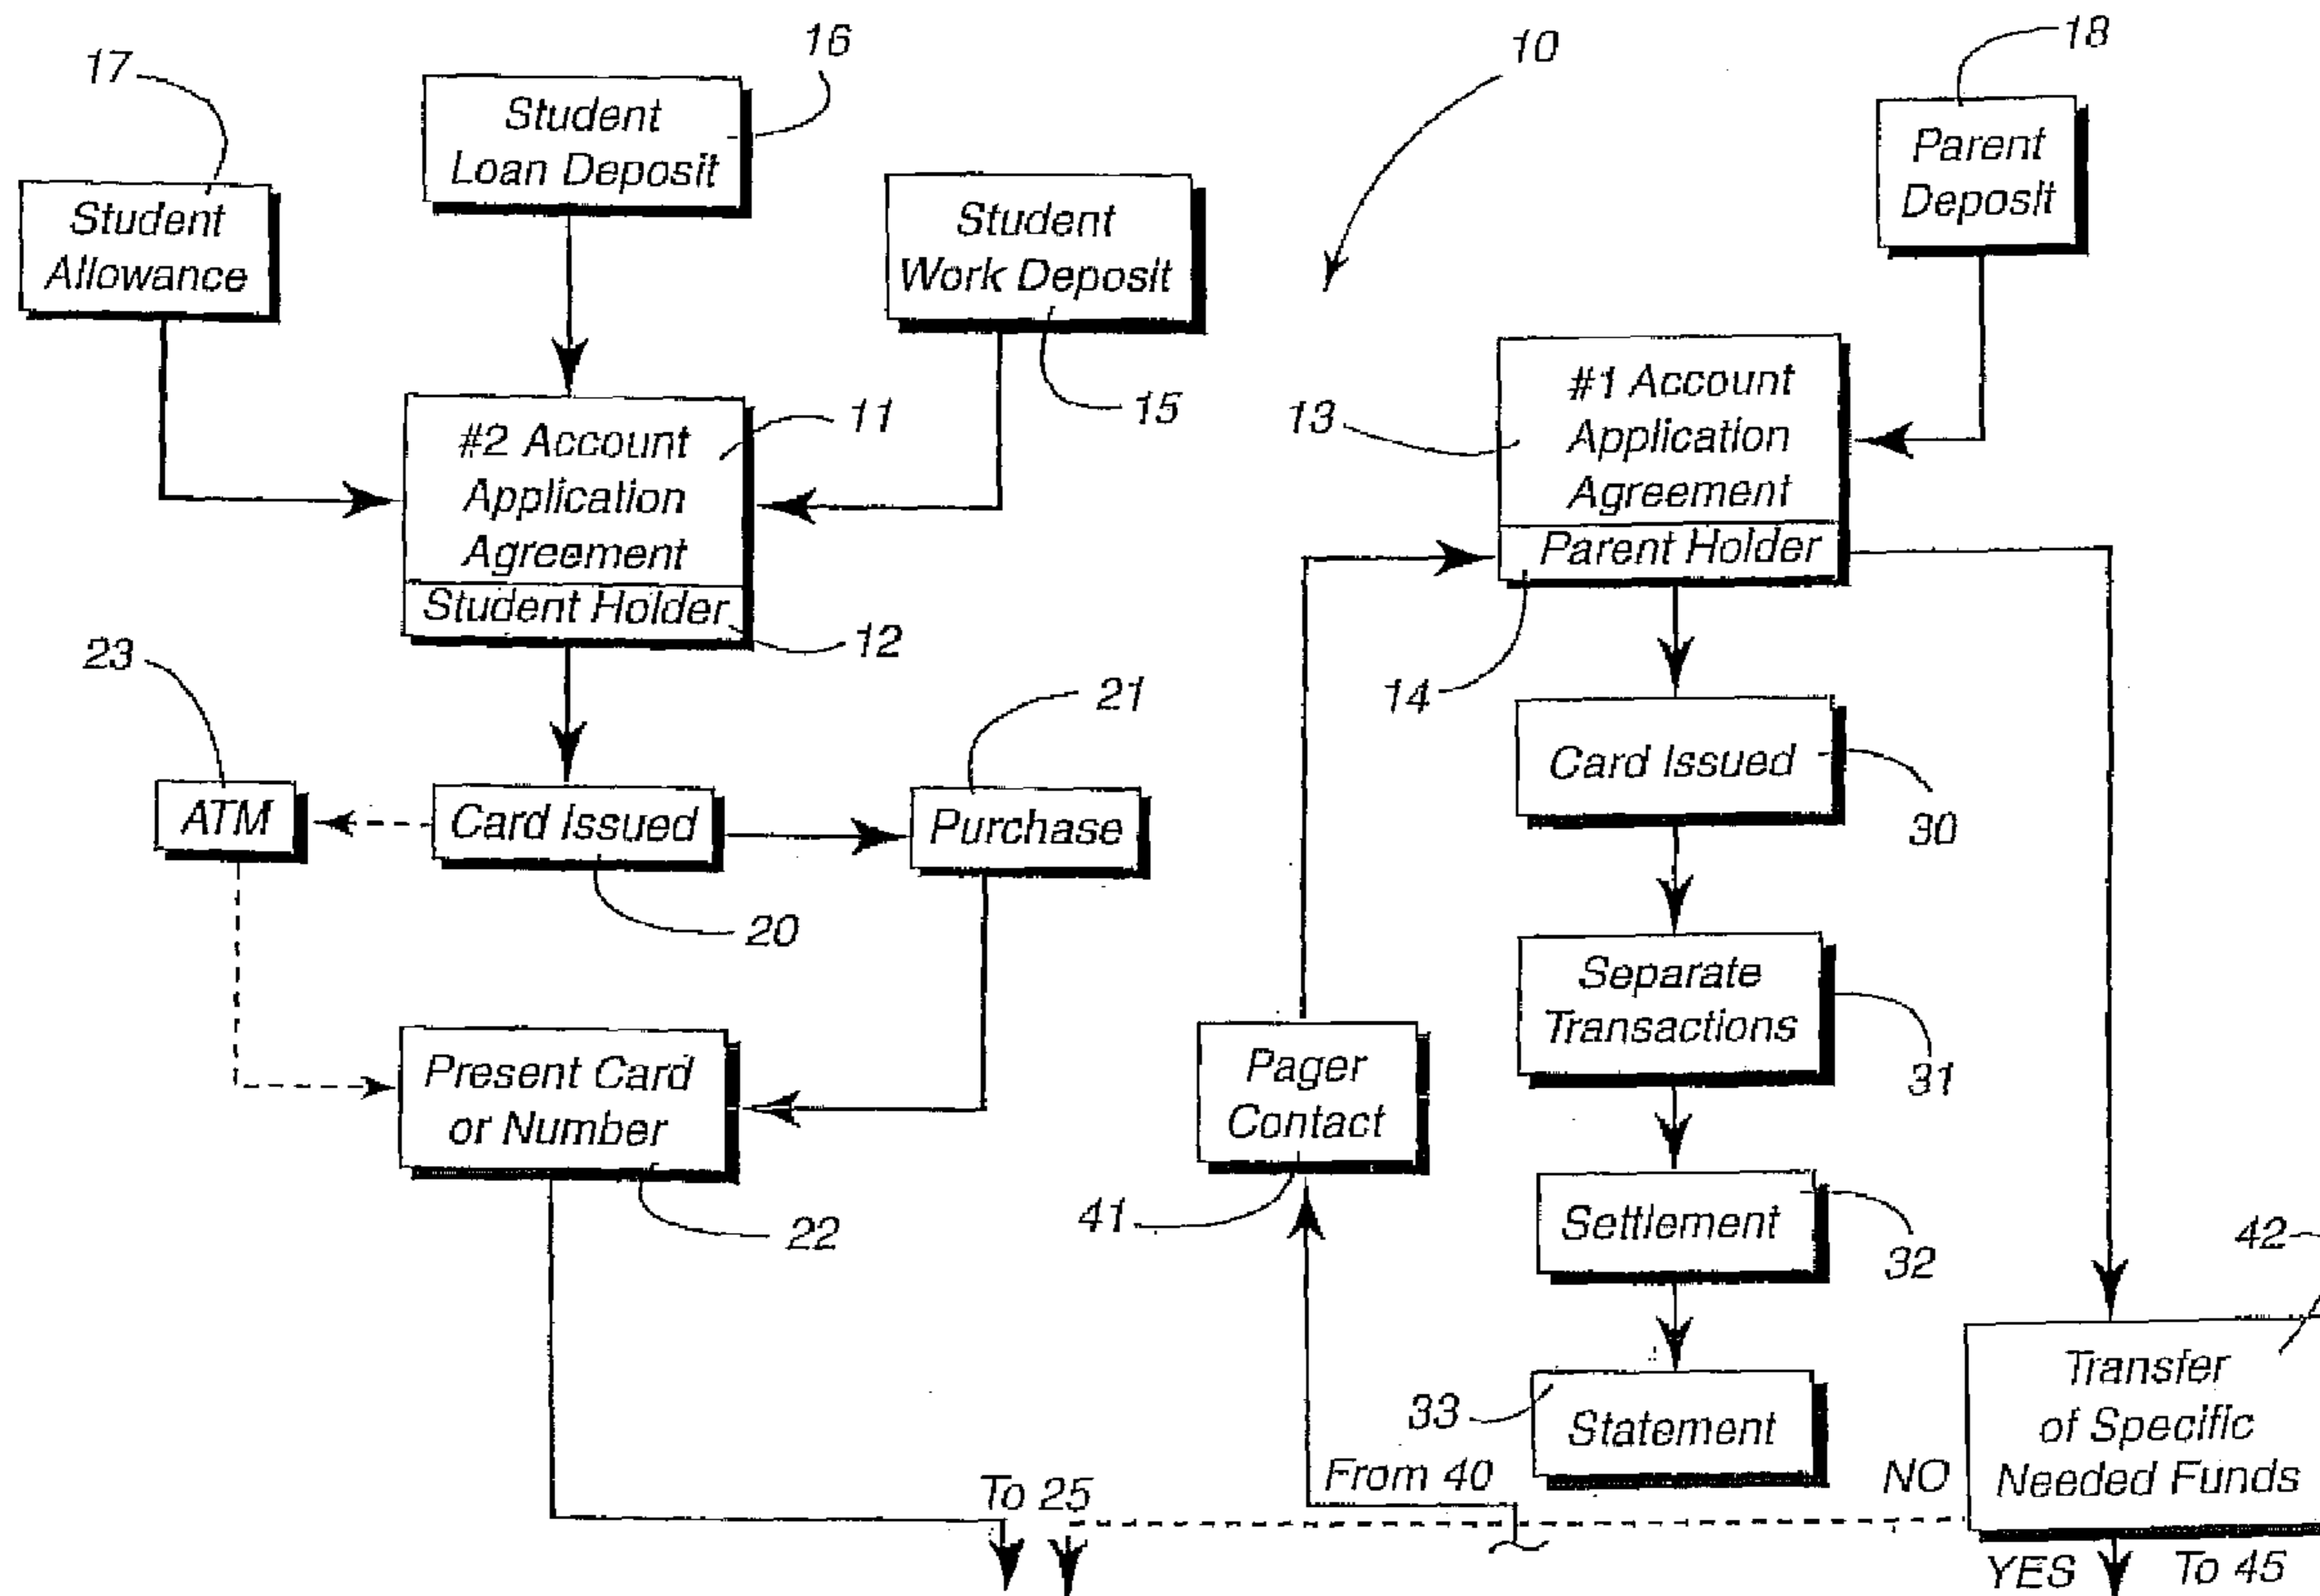 17
16
10
18
Student
Loan Deposit
Parent
Deposit
Student
Allowance
Student
Work Deposit
15
#2 Account
Application
Agreement
Student Holder
11
12
13
#1 Account
Application
Agreement
Parent Holder
14
23
21
ATM
Card Issued
Purchase
20
Card Issued
30
Separate
Transactions
31
Present Card
or Number
22
Pager
Contact
41
Settlement
32
42
33
Statement
Transfer
of Specific
Needed Funds
To 25
From 40
NO
YES
To 45